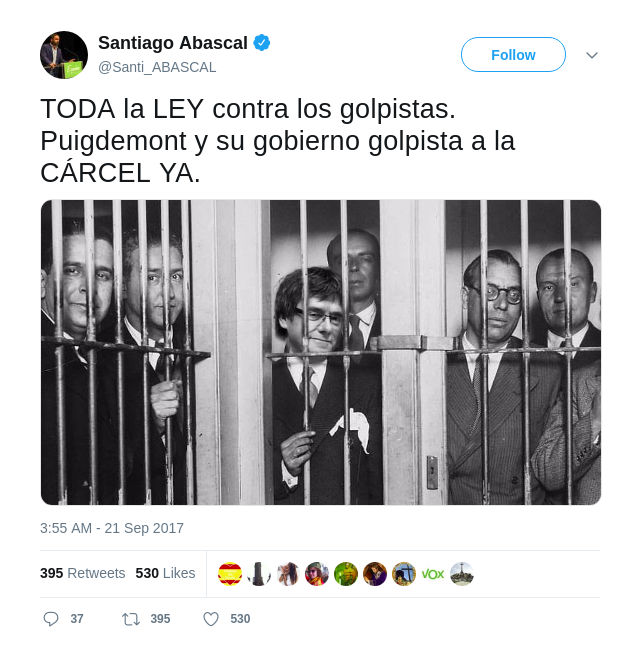 Santiago Abascal
@Santi_ABASCAL
Follow
TODA la LEY contra los golpistas.
Puigdemont y su gobierno golpista a la
CÁRCEL YA.
3:55 AM - 21 Sep 2017
395 Retweets 530 Likes
VOX
37 395 530